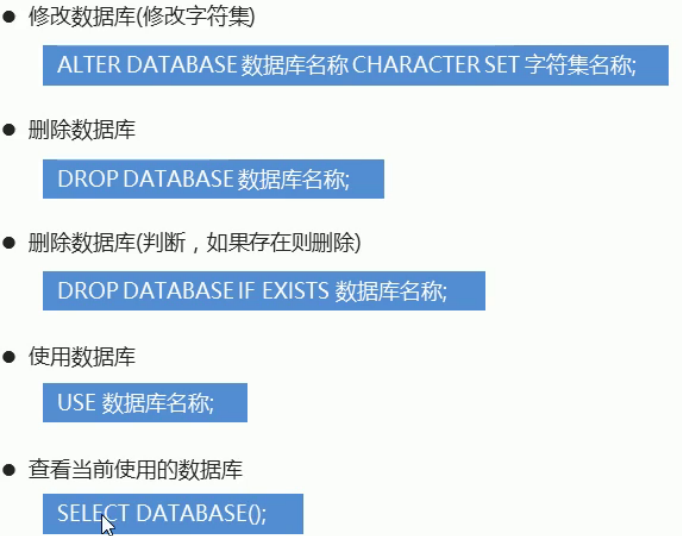 修改数据库(修改字符集)
ALTER DATABASE 数据库名称 CHARACTER SET 字符集名称;
删除数据库
DROP DATABASE 数据库名称;
删除数据库(判断，如果存在则删除)
DROP DATABASE IF EXISTS 数据库名称;
使用数据库
USE 数据库名称;
查看当前使用的数据库
SELECT DATABASE();